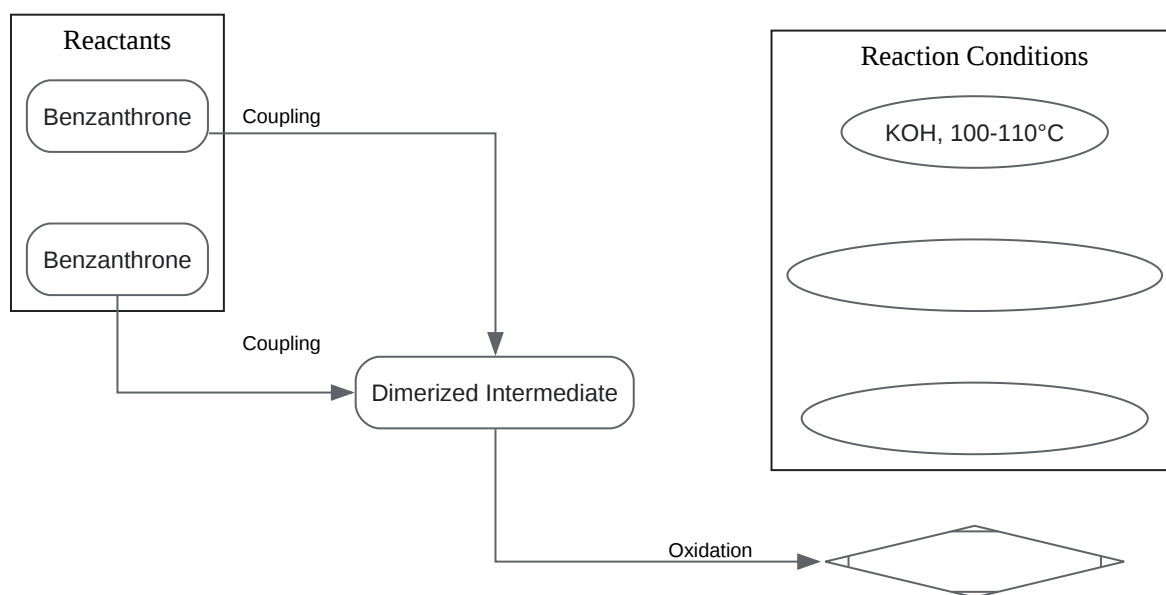 Reactants
Benzanthrone
Coupling
Benzanthrone
Coupling
Dimerized Intermediate
Oxidation
Reaction Conditions
KOH, 100-110°C